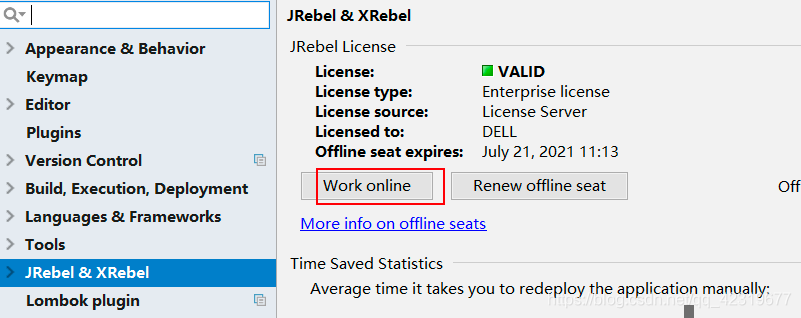 Appearance & Behavior
Keymap
Editor
Plugins
Version Control
Build, Execution, Deployment
Languages & Frameworks
Tools
JRebel & XRebel
Lombok plugin
JRebel & XRebel
JRebel License
License: VALID
License type: Enterprise license
License source: License Server
Licensed to: DELL
Offline seat expires: July 21, 2021 11:13
Work online Renew offline seat Off
More info on offline seats
Time Saved Statistics
Average time it takes you to redeploy the application manually:
https://blog.csdn.net/qq_42319677